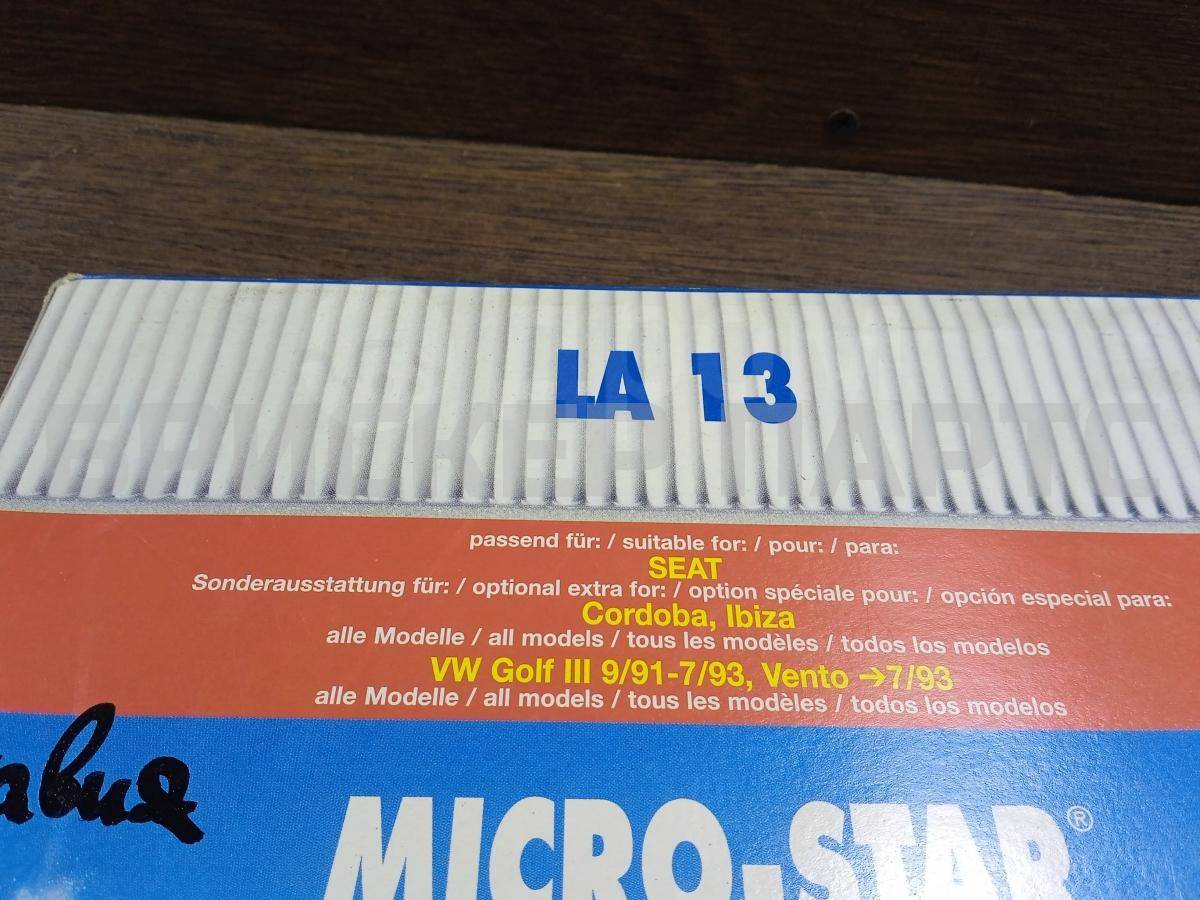 LA 13
БРИСКЕР ПАРТС
passend für: / suitable for: / pour: / para:
SEAT
Sonderausstattung für: / optional extra for: / option spéciale pour: / opción especial para:
Cordoba, Ibiza
alle Modelle / all models / tous les modèles / todos los modelos
VW Golf III 9/91-7/93, Vento ➔7/93
alle Modelle / all models / tous les modèles / todos los modelos
MICRO-STAR®